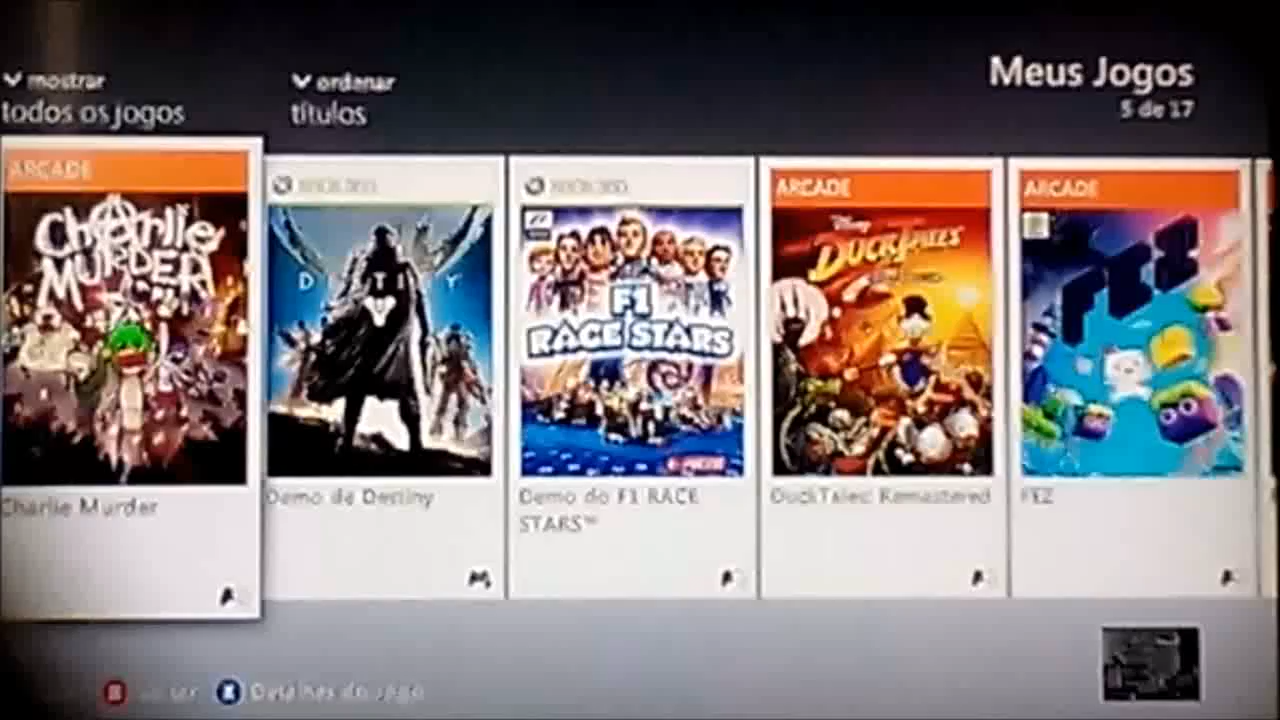 mostrar
todos os jogos
ordenar
títulos
Meus Jogos
5 de 17
ARCADE
Charlie
MURDER
Charlie Murder
XBOX 360
DESTINY
Demo de Destiny
XBOX 360
F1
RACE STARS
Demo do F1 RACE
STARS™
ARCADE
Disney
DUCKTALES
DuckTales: Remastered
ARCADE
FEZ
FEZ
X Detalhes do jogo